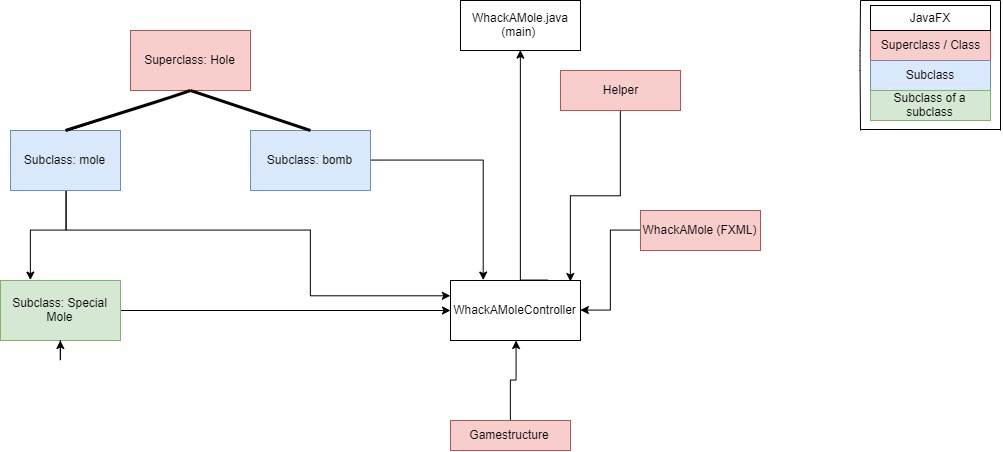 WhackAMole.java
(main)
JavaFX
Superclass / Class
Subclass
Subclass of a
subclass
Superclass: Hole
Helper
Subclass: mole
Subclass: bomb
WhackAMole (FXML)
Subclass: Special
Mole
WhackAMoleController
Gamestructure